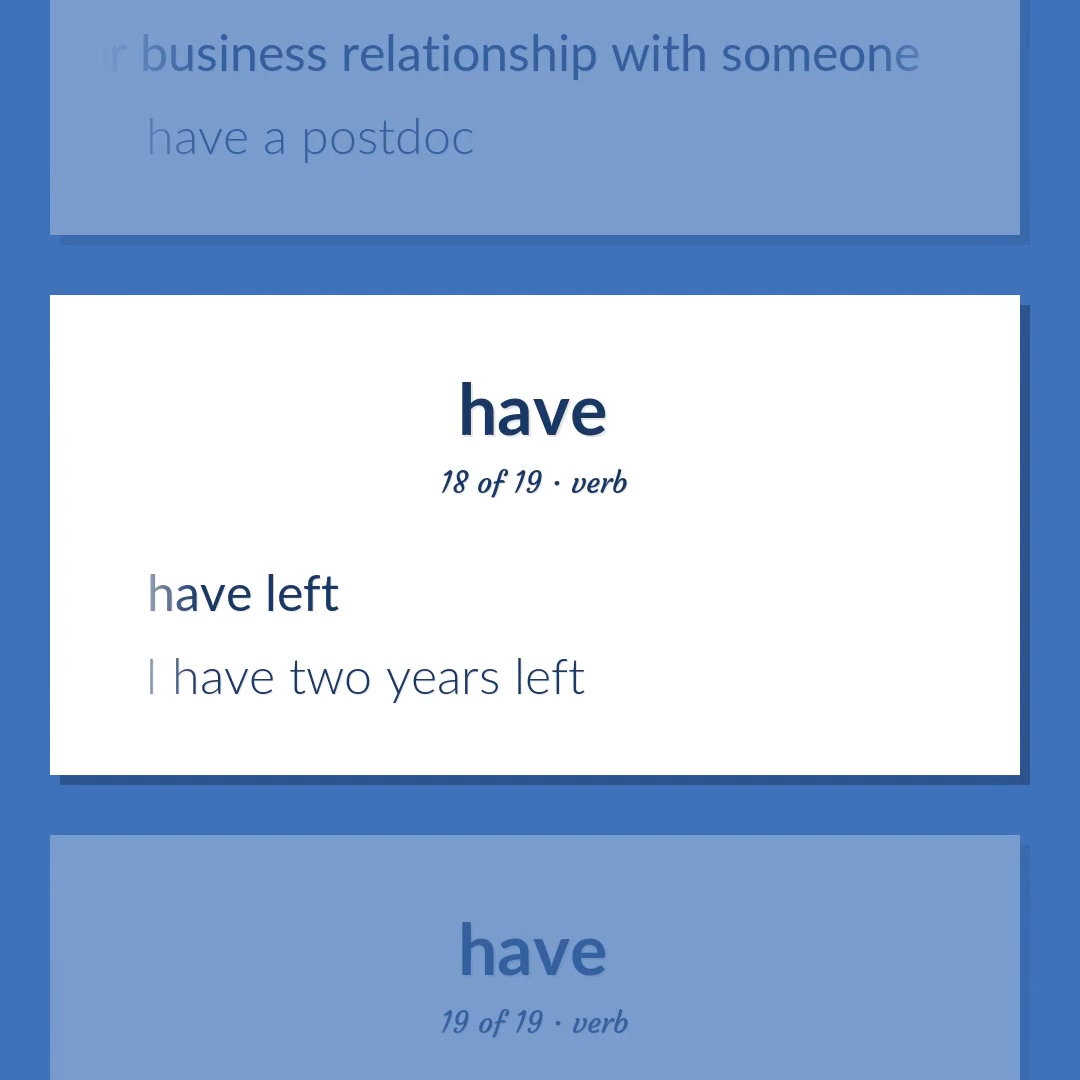 business relationship with someone
have a postdoc
have
18 of 19 · verb
have left
I have two years left
have
19 of 19 · verb